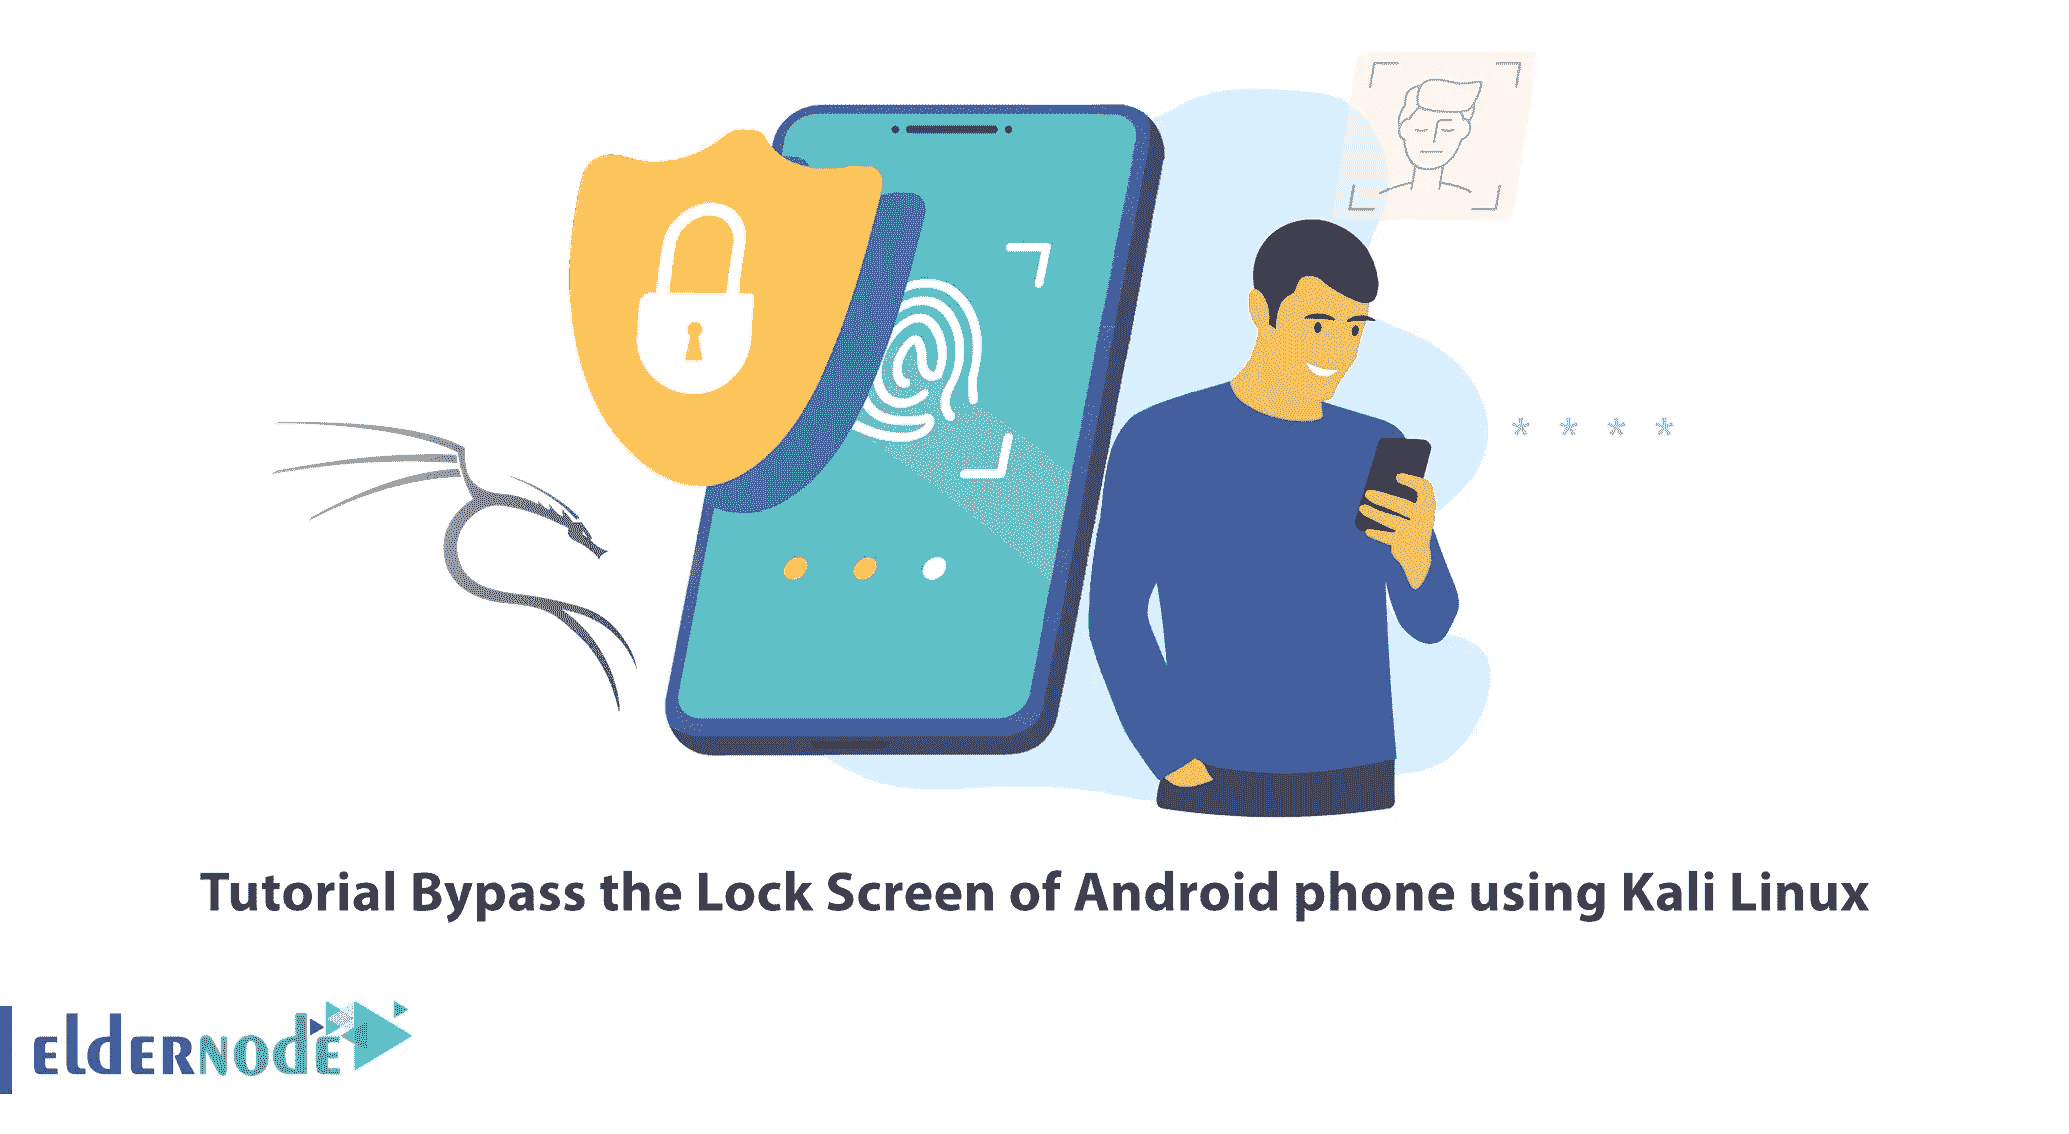 * * * *
Tutorial Bypass the Lock Screen of Android phone using Kali Linux
ELdERNOdE